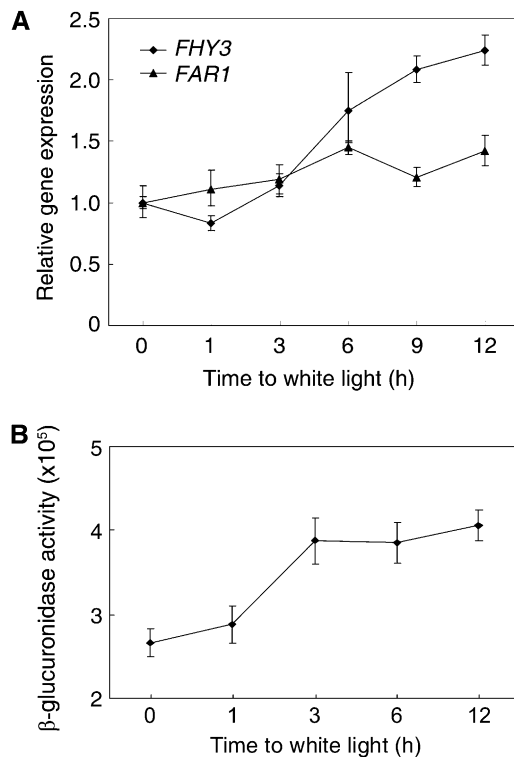 A
FHY3
FAR1
Relative gene expression
2.5
2.0
1.5
1.0
0.5
0
0 1 3 6 9 12
Time to white light (h)
B
β-glucuronidase activity (x10⁵)
5
4
3
2
0 1 3 6 12
Time to white light (h)